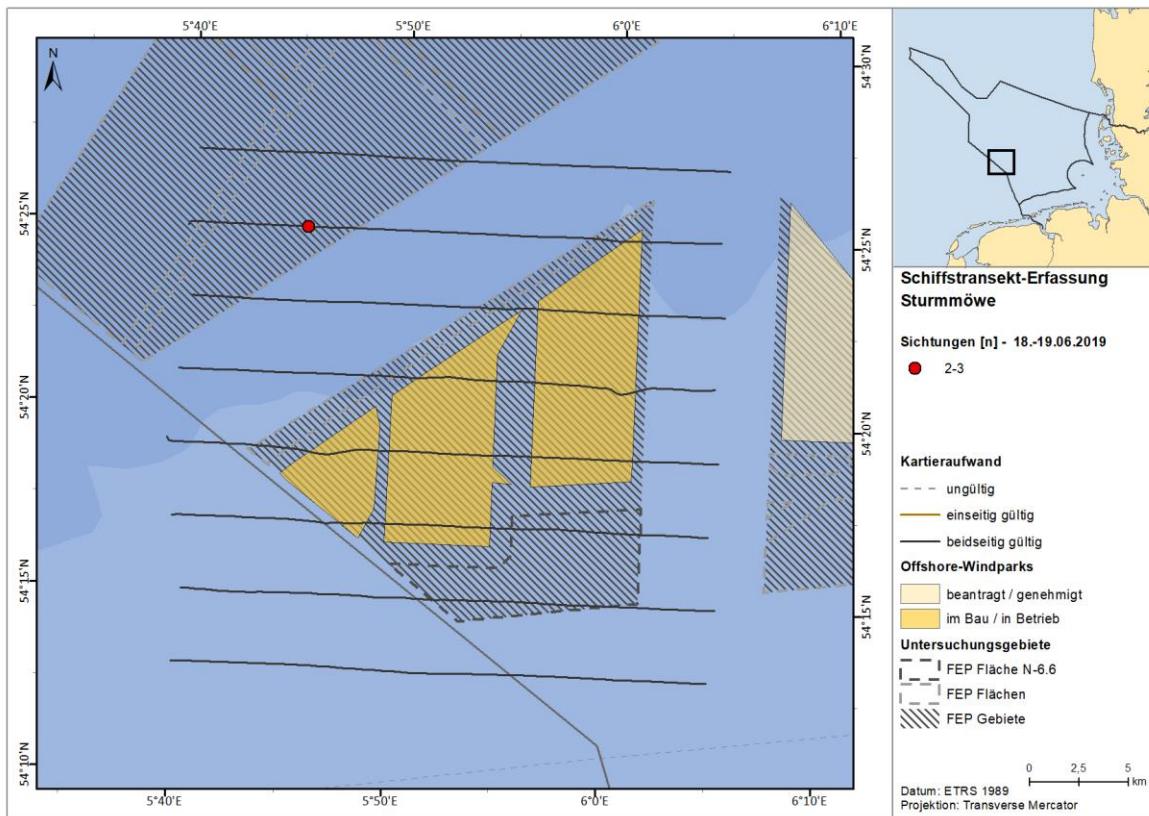 5°40'E
5°50'E
6°0'E
6°10'E
N
54°30'N
54°25'N
54°25'N
54°20'N
54°20'N
54°15'N
54°15'N
54°10'N
5°40'E
5°50'E
6°0'E
6°10'E
Schiffstransekt-Erfassung
Sturmmöwe
Sichtungen [n] - 18.-19.06.2019
2-3
Kartieraufwand
ungültig
einseitig gültig
beidseitig gültig
Offshore-Windparks
beantragt / genehmigt
im Bau / in Betrieb
Untersuchungsgebiete
FEP Fläche N-6.6
FEP Flächen
FEP Gebiete
0 2,5 5
km
Datum: ETRS 1989
Projektion: Transverse Mercator